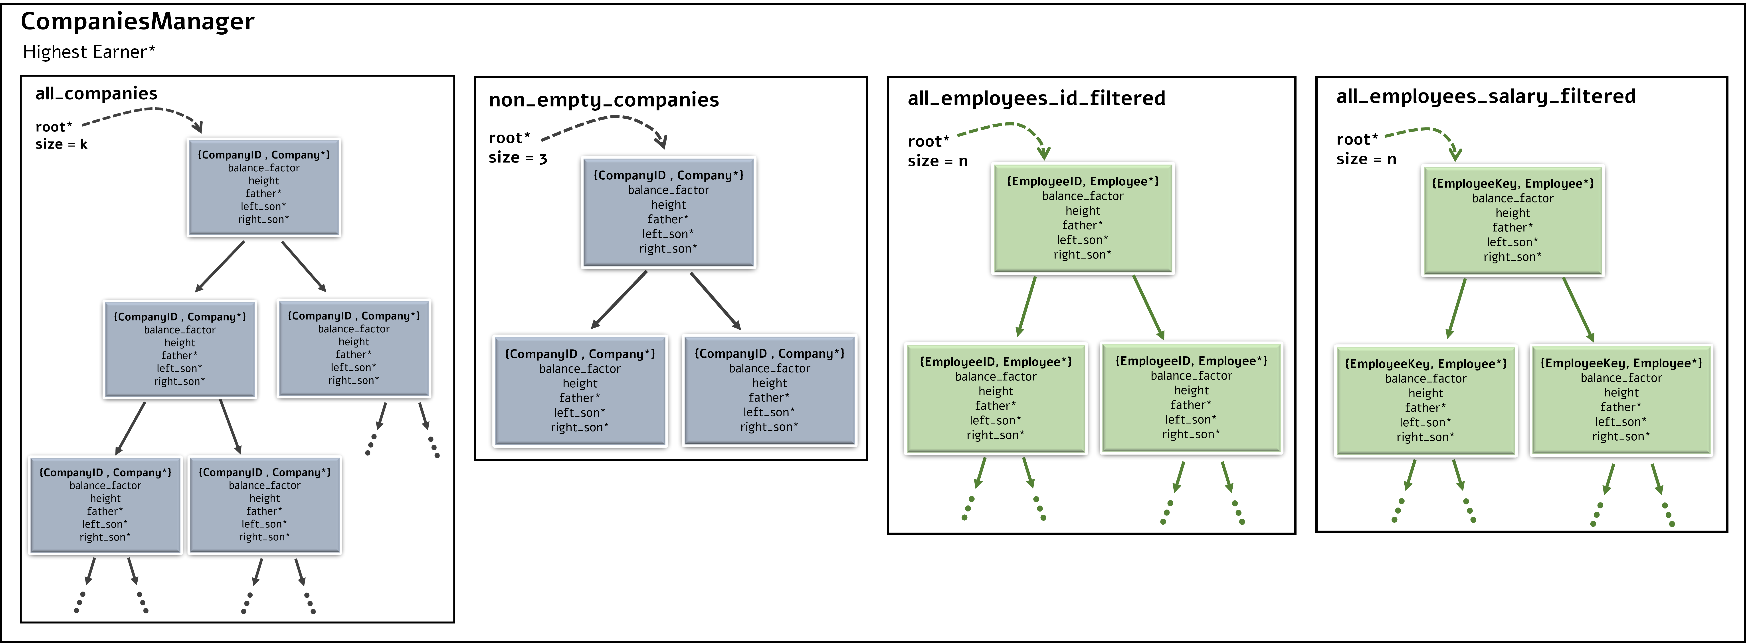 CompaniesManager
Highest Earner*
all_companies
root*
size = k
{CompanyID , Company*}
balance_factor
height
father*
left_son*
right_son*
{CompanyID , Company*}
balance_factor
height
father*
left_son*
right_son*
{CompanyID , Company*}
balance_factor
height
father*
left_son*
right_son*
{CompanyID , Company*}
balance_factor
height
father*
left_son*
right_son*
{CompanyID , Company*}
balance_factor
height
father*
left_son*
right_son*
non_empty_companies
root*
size = 3
{CompanyID , Company*}
balance_factor
height
father*
left_son*
right_son*
{CompanyID , Company*}
balance_factor
height
father*
left_son*
right_son*
{CompanyID , Company*}
balance_factor
height
father*
left_son*
right_son*
all_employees_id_filtered
root*
size = n
{EmployeeID, Employee*}
balance_factor
height
father*
left_son*
right_son*
{EmployeeID, Employee*}
balance_factor
height
father*
left_son*
right_son*
{EmployeeID, Employee*}
balance_factor
height
father*
left_son*
right_son*
all_employees_salary_filtered
root*
size = n
{EmployeeKey, Employee*}
balance_factor
height
father*
left_son*
right_son*
{EmployeeKey, Employee*}
balance_factor
height
father*
left_son*
right_son*
{EmployeeKey, Employee*}
balance_factor
height
father*
left_son*
right_son*